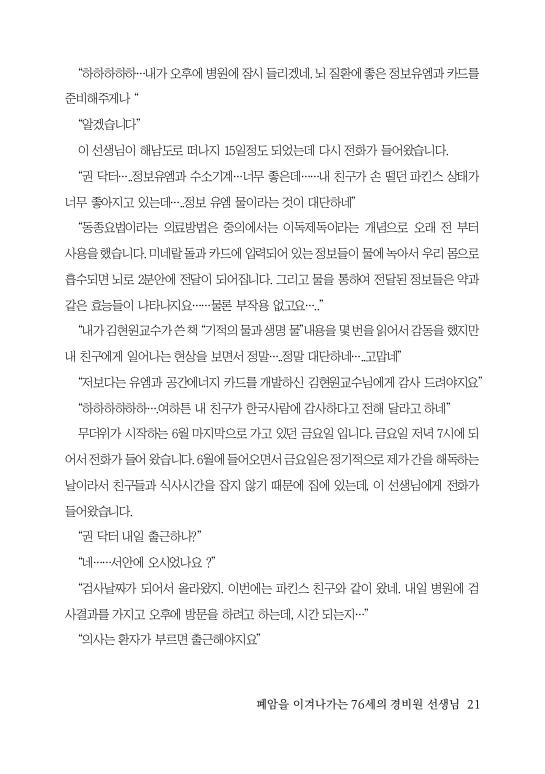 “하하하하하…내가 오후에 병원에 잠시 들리겠네. 뇌 질환에 좋은 정보유엠과 카드를
준비해주게나 “
“알겠습니다”
이 선생님이 해남도로 떠나지 15일정도 되었는데 다시 전화가 들어왔습니다.
“권 닥터…..정보유엠과 수소기계…너무 좋은데……내 친구가 손 떨던 파킨스 상태가
너무 좋아지고 있는데…..정보 유엠 물이라는 것이 대단하네”
“동종요법이라는 의료방법은 중의에서는 이독제독이라는 개념으로 오래 전 부터
사용을 했습니다. 미네랄 돌과 카드에 입력되어 있는 정보들이 물에 녹아서 우리 몸으로
흡수되면 뇌로 2분안에 전달이 되어집니다. 그리고 물을 통하여 전달된 정보들은 약과
같은 효능들이 나타나지요……물론 부작용 없고요…..”
“내가 김현원교수가 쓴 책 “기적의 물과 생명 물”내용을 몇 번을 읽어서 감동을 했지만
내 친구에게 일어나는 현상을 보면서 정말…..정말 대단하네…..고맙네”
“저보다는 유엠과 공간에너지 카드를 개발하신 김현원교수님에게 감사 드려야지요”
“하하하하하하….여하튼 내 친구가 한국사람에 감사하다고 전해 달라고 하네”
무더위가 시작하는 6월 마지막으로 가고 있던 금요일 입니다. 금요일 저녁 7시에 되
어서 전화가 들어 왔습니다. 6월에 들어오면서 금요일은 정기적으로 제가 간을 해독하는
날이라서 친구들과 식사시간을 잡지 않기 때문에 집에 있는데, 이 선생님에게 전화가
들어왔습니다.
“권 닥터 내일 출근하나?”
“네……서안에 오시었나요 ?”
“검사날짜가 되어서 올라왔지. 이번에는 파킨스 친구와 같이 왔네. 내일 병원에 검
사결과를 가지고 오후에 방문을 하려고 하는데, 시간 되는지…”
“의사는 환자가 부르면 출근해야지요”
폐암을 이겨나가는 76세의 경비원 선생님 21